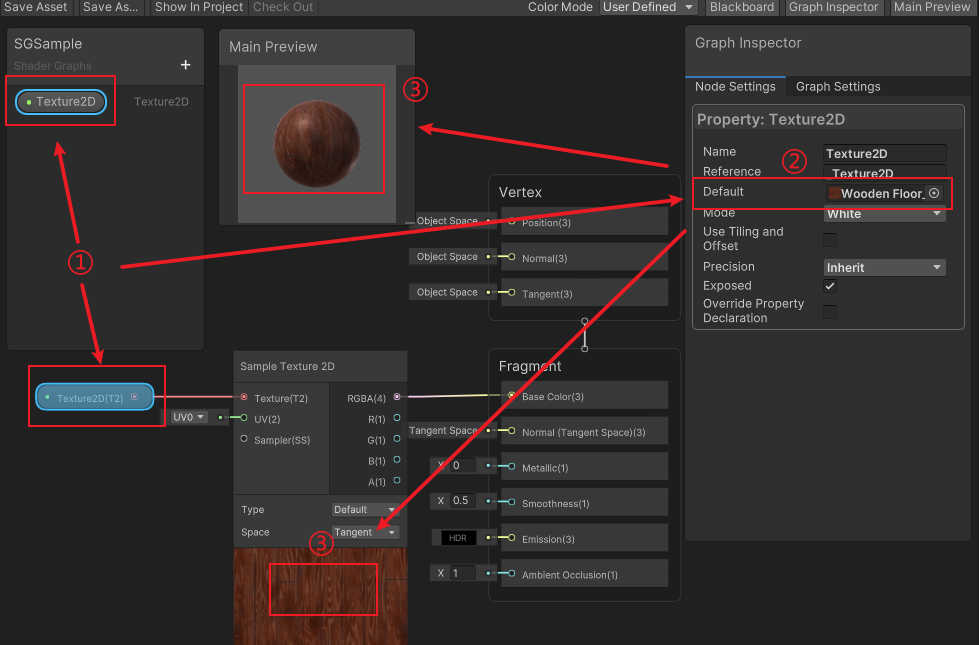 Save Asset
Save As...
Show In Project
Check Out
Color Mode
User Defined
Blackboard
Graph Inspector
Main Preview
SGSample
Shader Graphs
+
Texture2D
Texture2D
Main Preview
③
Graph Inspector
Node Settings
Graph Settings
Property: Texture2D
Name
Texture2D
②
Reference
_Texture2D
Default
Wooden Floor_
Mode
White
Use Tiling and
Offset
Precision
Inherit
Exposed
Override Property
Declaration
①
Vertex
Object Space
Position(3)
Object Space
Normal(3)
Object Space
Tangent(3)
Texture2D(T2)
UV0
Sample Texture 2D
Texture(T2)
UV(2)
Sampler(SS)
RGBA(4)
R(1)
G(1)
B(1)
A(1)
Type
Default
Space
Tangent
③
Fragment
Base Color(3)
Tangent Space
Normal (Tangent Space)(3)
X 0
Metallic(1)
X 0.5
Smoothness(1)
HDR
Emission(3)
X 1
Ambient Occlusion(1)